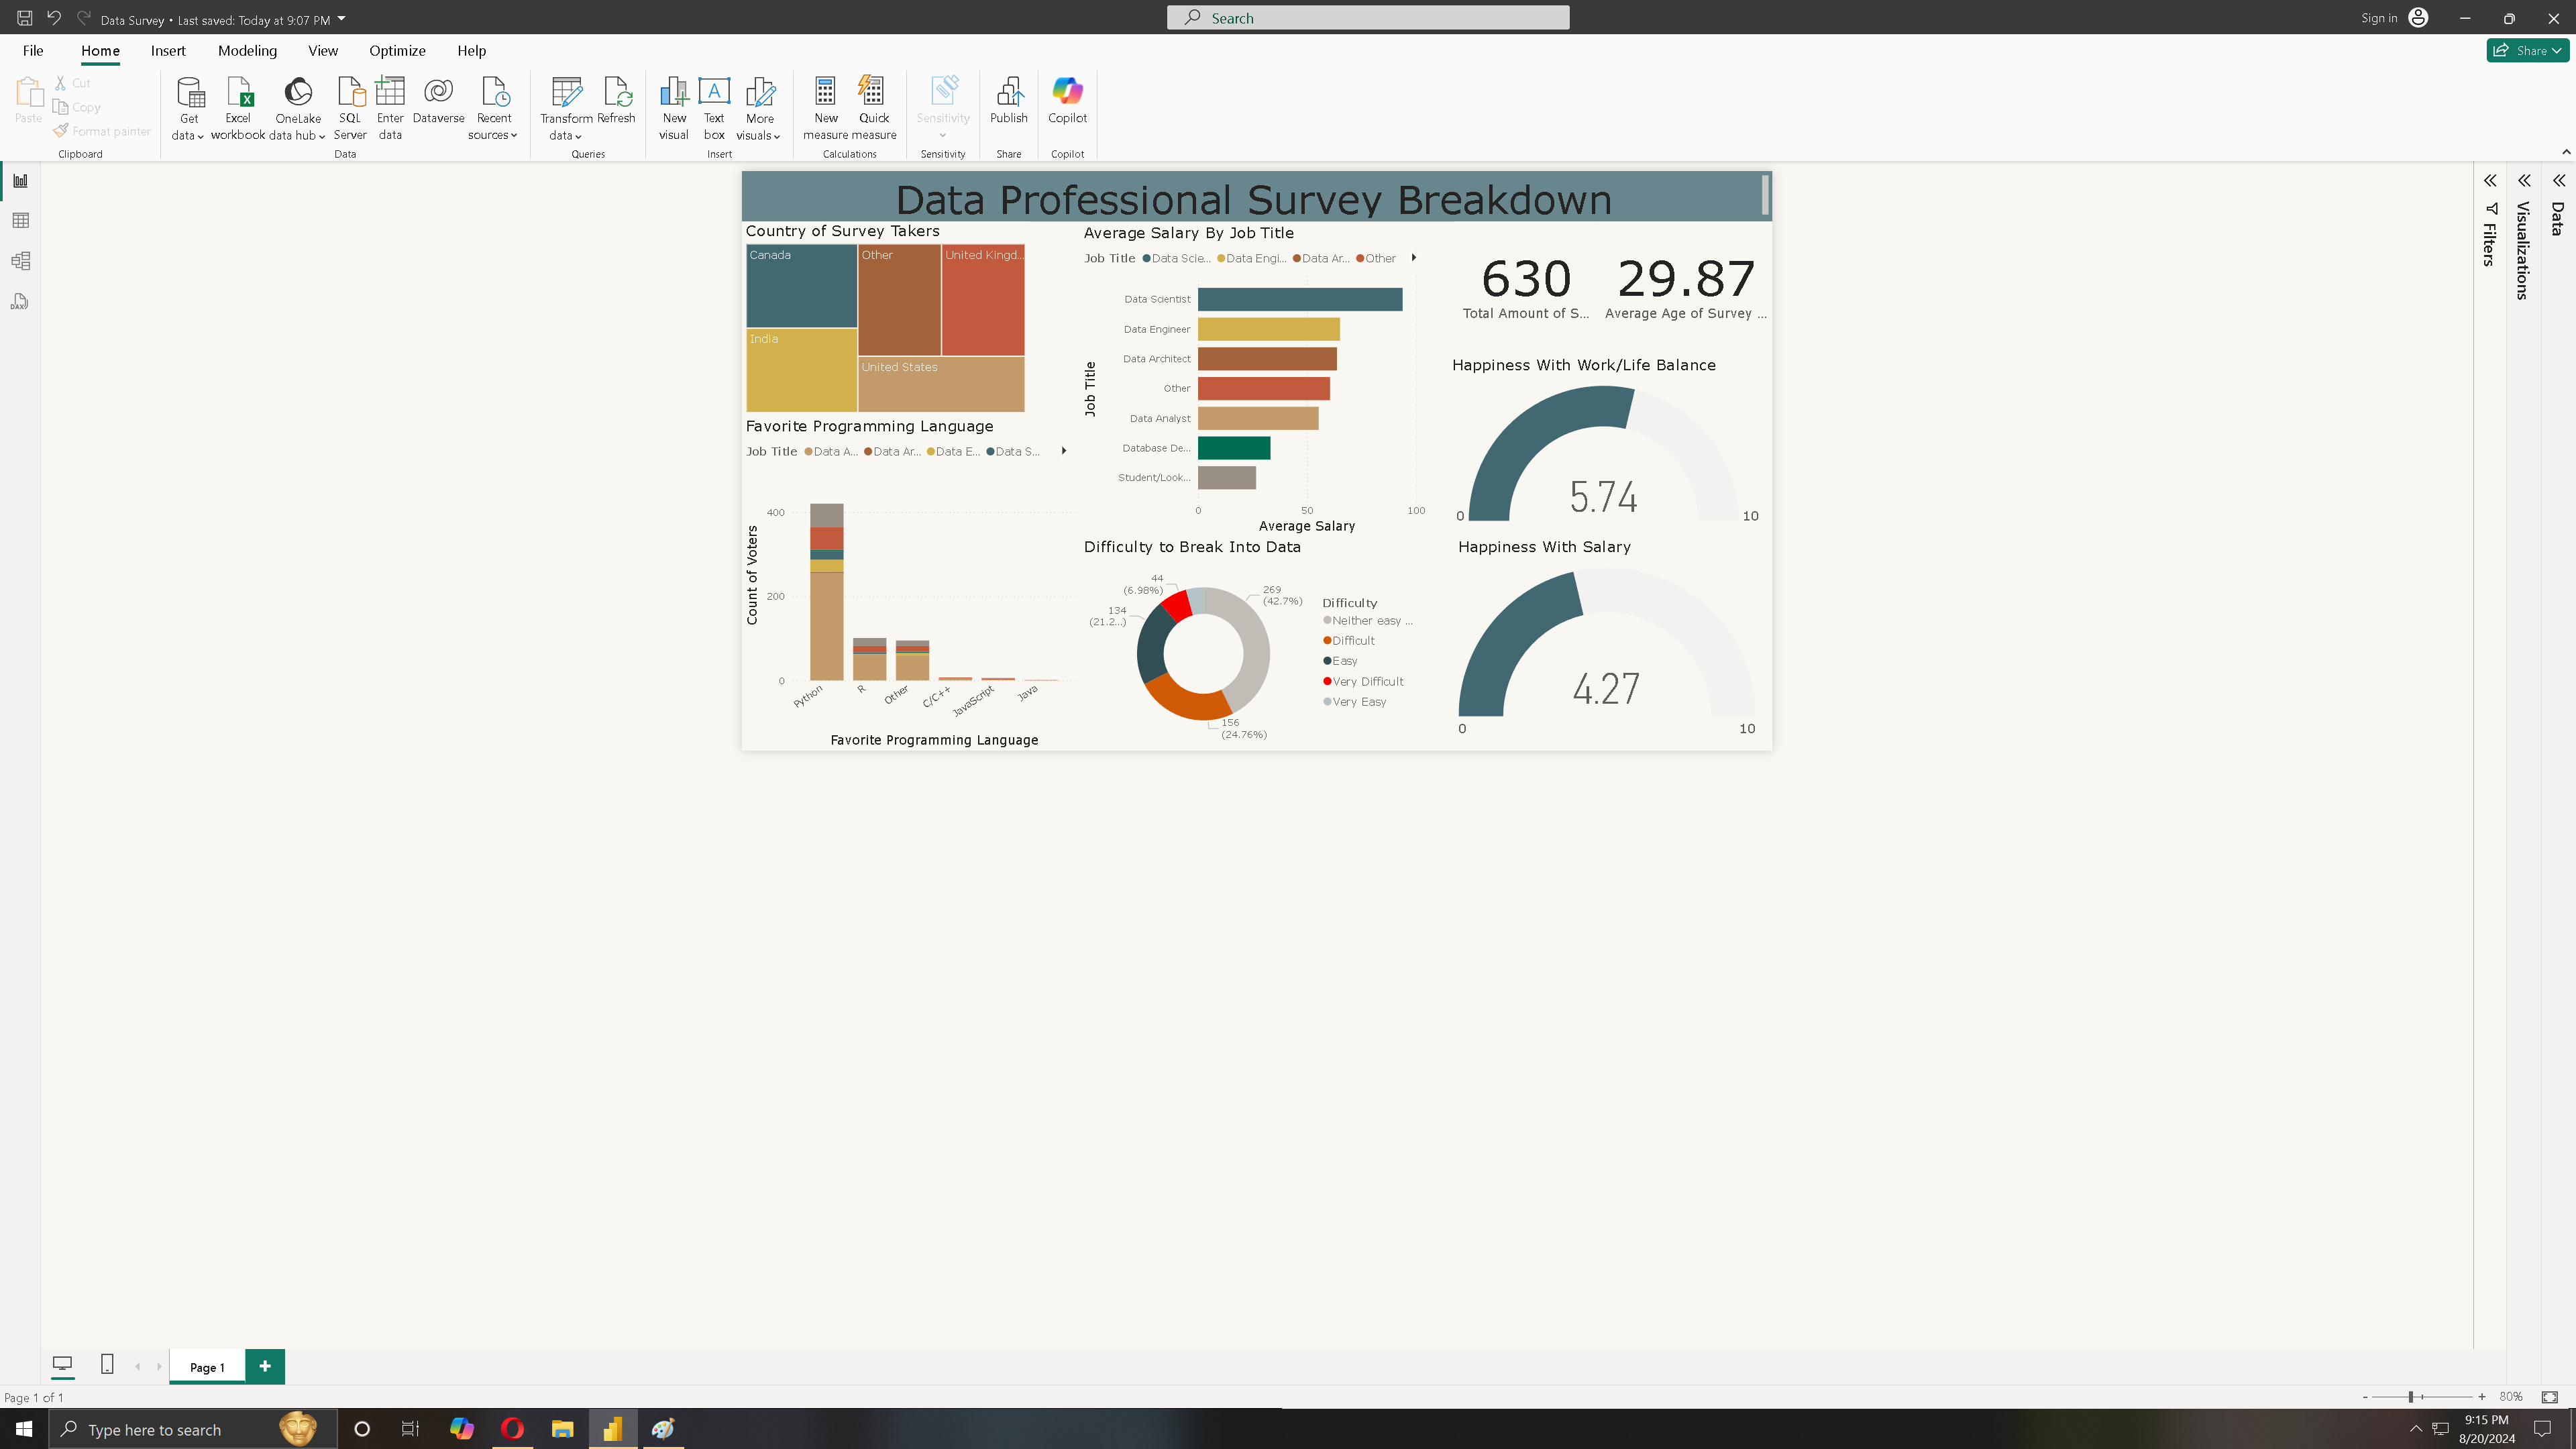 Data Survey • Last saved: Today at 9:07 PM
Search
Sign in
File Home Insert Modeling View Optimize Help
Share
Paste
Cut
Copy
Format painter
Clipboard
Get data
Excel workbook
OneLake data hub
SQL Server
Enter data
Dataverse
Recent sources
Data
Transform data
Refresh
Queries
New visual
Text box
More visuals
Insert
New measure
Quick measure
Calculations
Sensitivity
Sensitivity
Publish
Share
Copilot
Copilot
DAX
Data Professional Survey Breakdown
Country of Survey Takers
Canada
Other
United Kingd...
India
United States
Favorite Programming Language
Job Title Data A... Data Ar... Data E... Data S...
Count of Voters
400
200
0
Python R Other C/C++ JavaScript Java
Favorite Programming Language
Average Salary By Job Title
Job Title Data Scie... Data Engi... Data Ar... Other
Job Title
Data Scientist
Data Engineer
Data Architect
Other
Data Analyst
Database De...
Student/Look...
0 50 100
Average Salary
Difficulty to Break Into Data
44
(6.98%)
269
(42.7%)
134
(21.2...)
156
(24.76%)
Difficulty
Neither easy ...
Difficult
Easy
Very Difficult
Very Easy
630
Total Amount of S...
29.87
Average Age of Survey ...
Happiness With Work/Life Balance
5.74
0 10
Happiness With Salary
4.27
0 10
Filters
Visualizations
Data
Page 1
Page 1 of 1
- + 80%
Type here to search
9:15 PM
8/20/2024